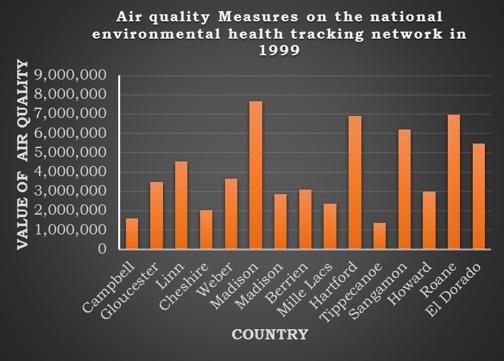 Air quality Measures on the national
environmental health tracking network in
1999
VALUE OF AIR QUALITY
9,000,000
8,000,000
7,000,000
6,000,000
5,000,000
4,000,000
3,000,000
2,000,000
1,000,000
0
Campbell
Gloucester
Linn
Cheshire
Weber
Madison
Madison
Berrien
Mille Lacs
Hartford
Tippecanoe
Sangamon
Howard
Roane
El Dorado
COUNTRY